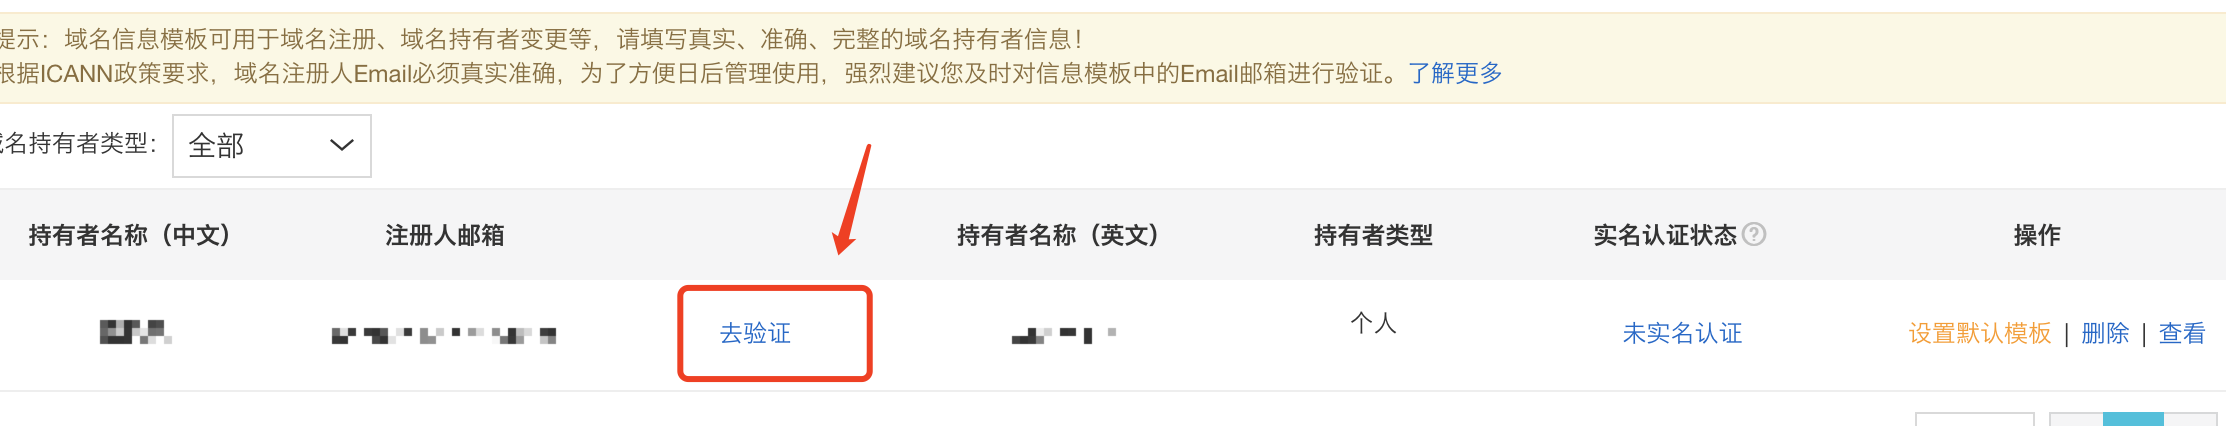 提示：域名信息模板可用于域名注册、域名持有者变更等，请填写真实、准确、完整的域名持有者信息！
根据ICANN政策要求，域名注册人Email必须真实准确，为了方便日后管理使用，强烈建议您及时对信息模板中的Email邮箱进行验证。了解更多
域名持有者类型： 全部
持有者名称（中文） 注册人邮箱 持有者名称（英文） 持有者类型 实名认证状态 ? 操作
去验证 个人 未实名认证 设置默认模板 | 删除 | 查看